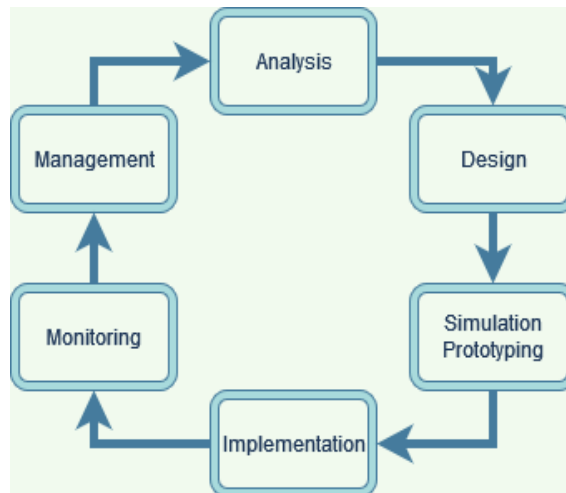 Analysis
Design
Simulation
Prototyping
Implementation
Monitoring
Management